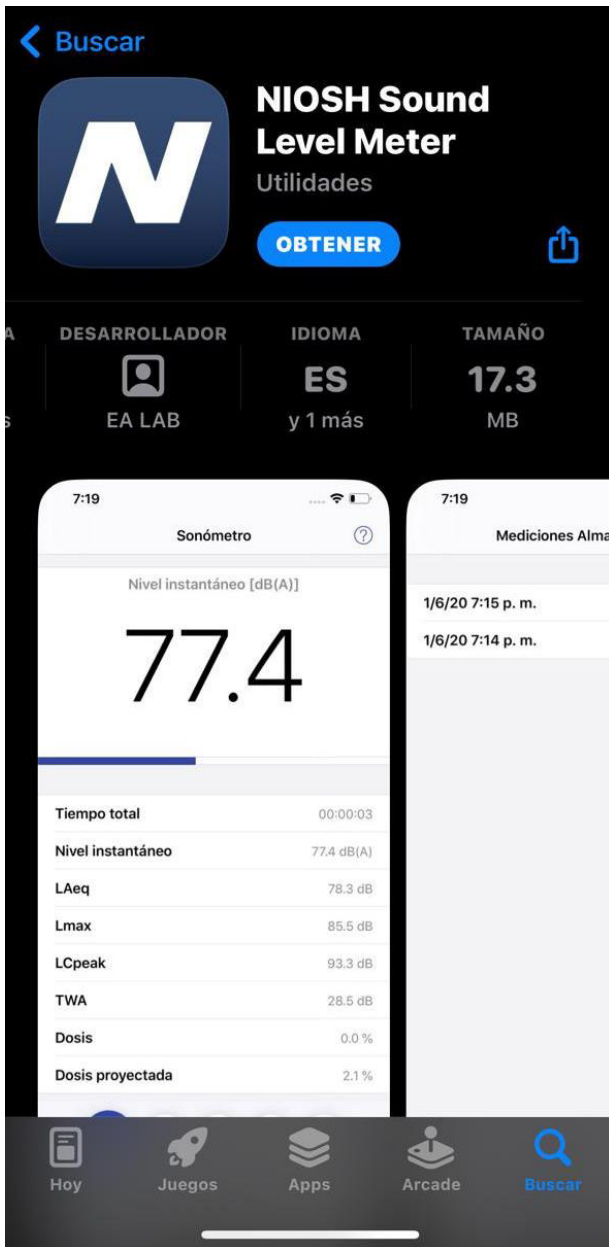 Buscar
N
NIOSH Sound
Level Meter
Utilidades
OBTENER
A DESARROLLADOR IDIOMA TAMAÑO
ES 17.3
s EA LAB y 1 más MB
7:19
Sonómetro ?
Nivel instantáneo [dB(A)]
77.4
Tiempo total 00:00:03
Nivel instantáneo 77.4 dB(A)
LAeq 78.3 dB
Lmax 85.5 dB
LCpeak 93.3 dB
TWA 28.5 dB
Dosis 0.0 %
Dosis proyectada 2.1 %
7:19
Mediciones Alma
1/6/20 7:15 p. m.
1/6/20 7:14 p. m.
Hoy Juegos Apps Arcade Buscar